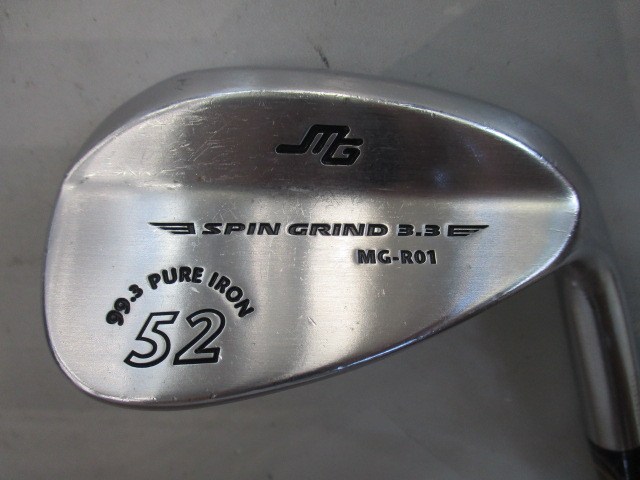 MG
SPIN GRIND 3.3
MG-R01
99.3 PURE IRON
52